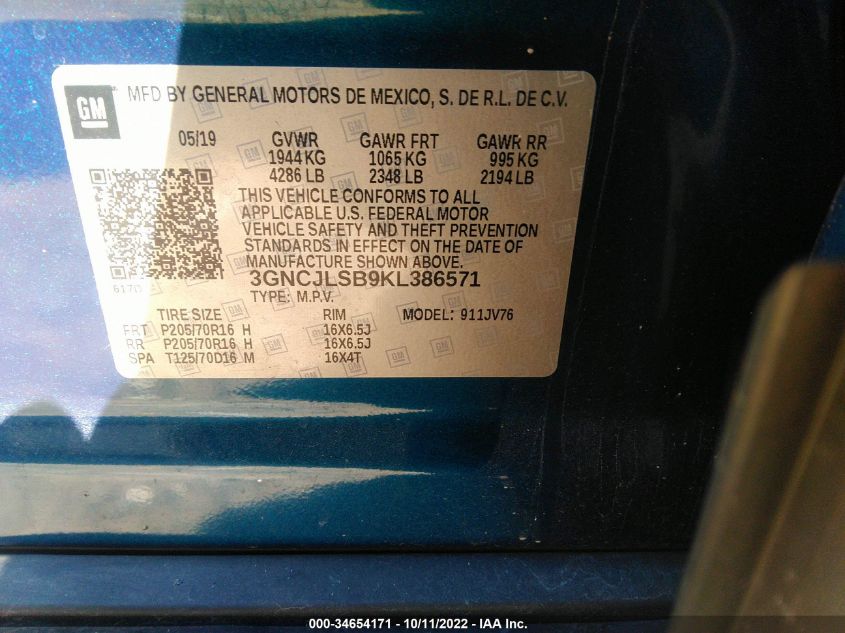 GM MFD BY GENERAL MOTORS DE MEXICO, S. DE R.L. DE C.V.
05/19 GVWR GAWR FRT GAWR RR
1944 KG 1065 KG 995 KG
4286 LB 2348 LB 2194 LB
THIS VEHICLE CONFORMS TO ALL
APPLICABLE U.S. FEDERAL MOTOR
VEHICLE SAFETY AND THEFT PREVENTION
STANDARDS IN EFFECT ON THE DATE OF
MANUFACTURE SHOWN ABOVE.
617D 3GNCJLSB9KL386571
TYPE: M.P.V.
TIRE SIZE RIM MODEL: 911JV76
FRT P205/70R16 H 16X6.5J
RR P205/70R16 H 16X6.5J
SPA T125/70D16 M 16X4T
000-34654171 - 10/11/2022 - IAA Inc.